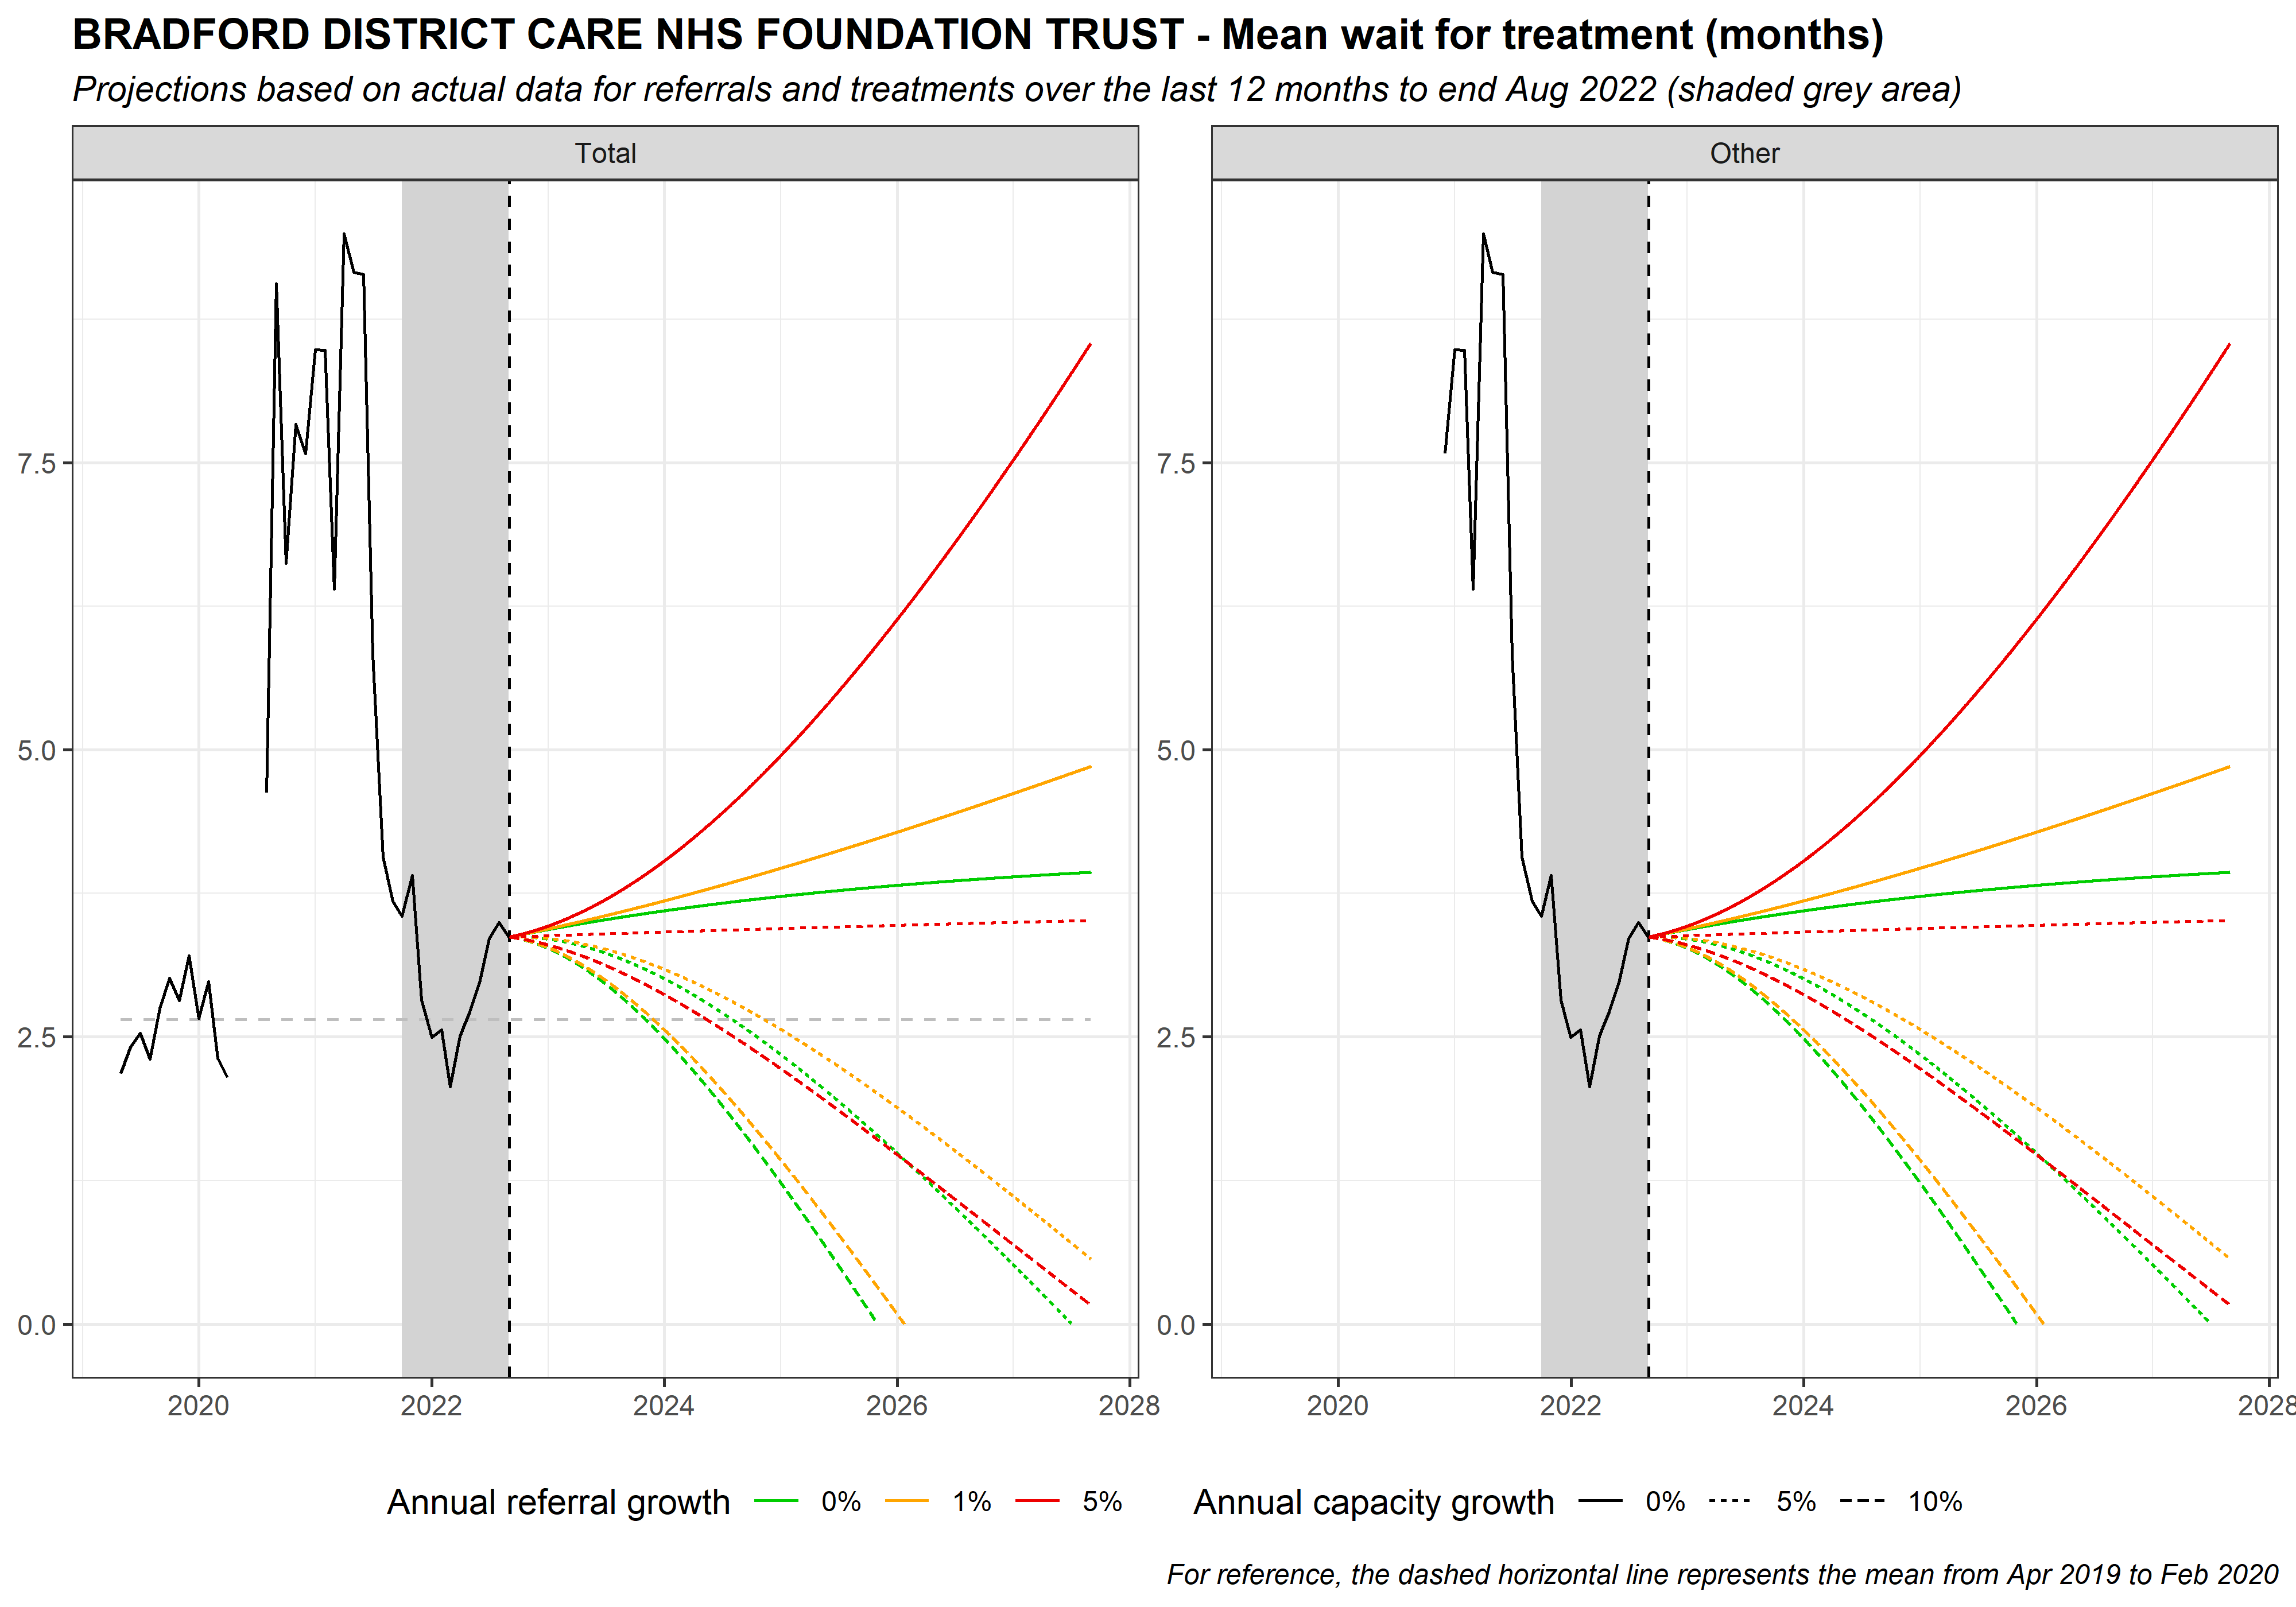 BRADFORD DISTRICT CARE NHS FOUNDATION TRUST - Mean wait for treatment (months)
Projections based on actual data for referrals and treatments over the last 12 months to end Aug 2022 (shaded grey area)
Total
Other
7.5
5.0
2.5
0.0
7.5
5.0
2.5
0.0
2020 2022 2024 2026 2028
2020 2022 2024 2026 2028
Annual referral growth 0% 1% 5%
Annual capacity growth 0% 5% 10%
For reference, the dashed horizontal line represents the mean from Apr 2019 to Feb 2020